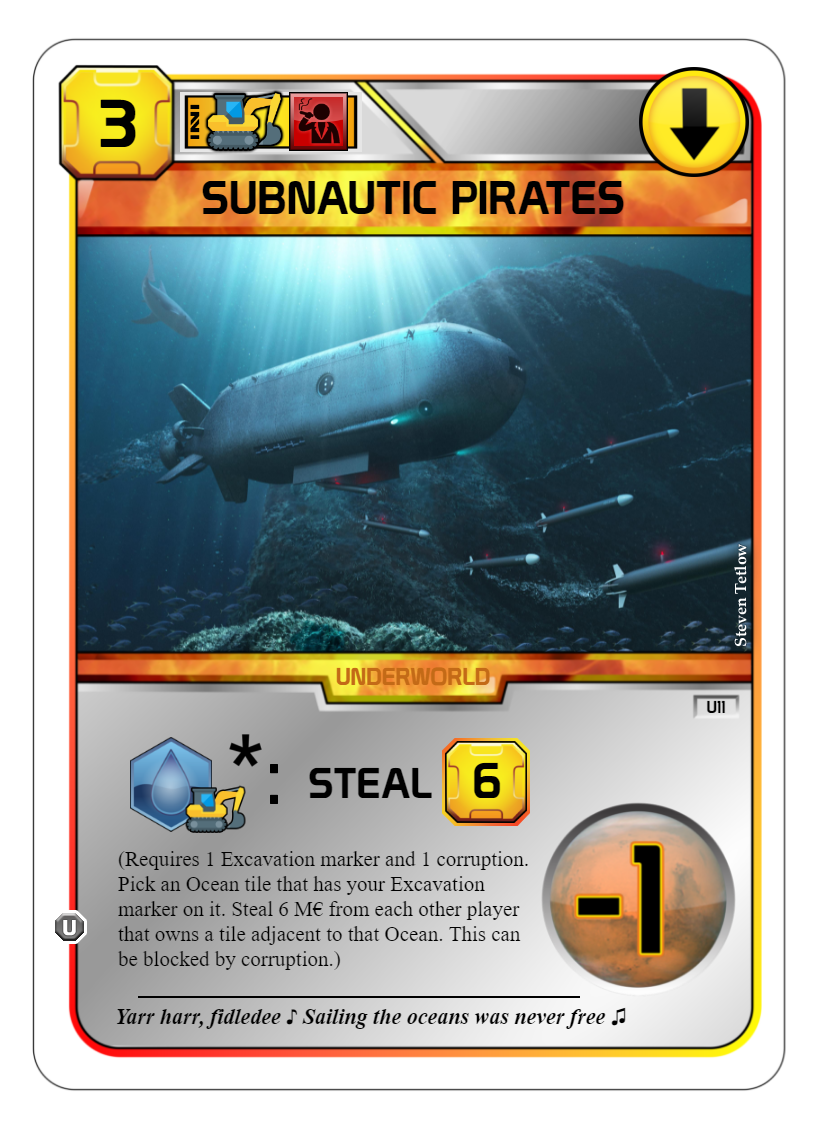 3
SUBNAUTIC PIRATES
Steven Tetlow
UNDERWORLD
U11
*: STEAL 6
(Requires 1 Excavation marker and 1 corruption.
Pick an Ocean tile that has your Excavation
marker on it. Steal 6 M€ from each other player
that owns a tile adjacent to that Ocean. This can
be blocked by corruption.)
-1
U
Yarr harr, fidledee ♪ Sailing the oceans was never free ♫